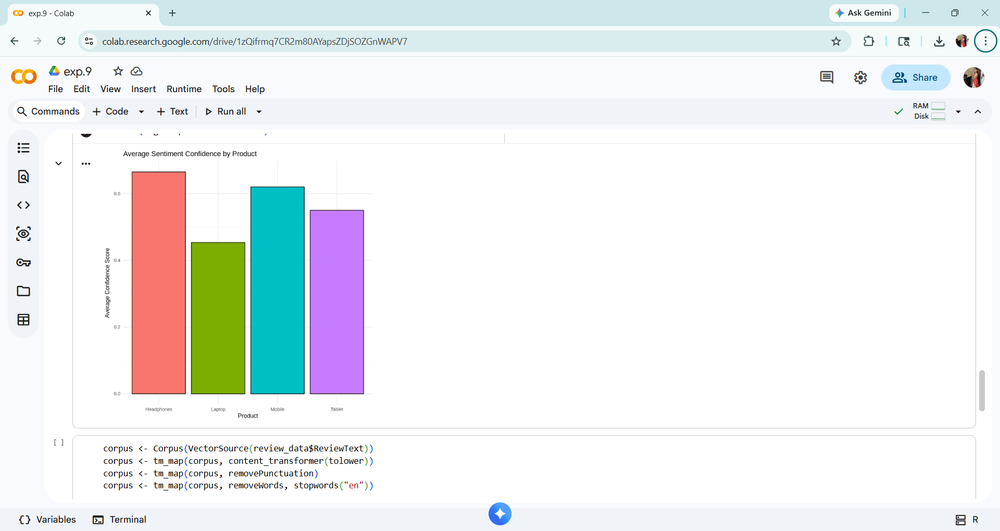 exp.9 - Colab
Ask Gemini
colab.research.google.com/drive/1zQifrmq7CR2m80AYapsZDjSOZGnWAPV7
exp.9
File Edit View Insert Runtime Tools Help
Share
Commands + Code + Text Run all
RAM
Disk
Average Sentiment Confidence by Product
0.6
0.4
0.2
0.0
Average Confidence Score
Headphones Laptop Mobile Tablet
Product
[ ]
corpus <- Corpus(VectorSource(review_data$ReviewText))
corpus <- tm_map(corpus, content_transformer(tolower))
corpus <- tm_map(corpus, removePunctuation)
corpus <- tm_map(corpus, removeWords, stopwords("en"))
Variables Terminal
R